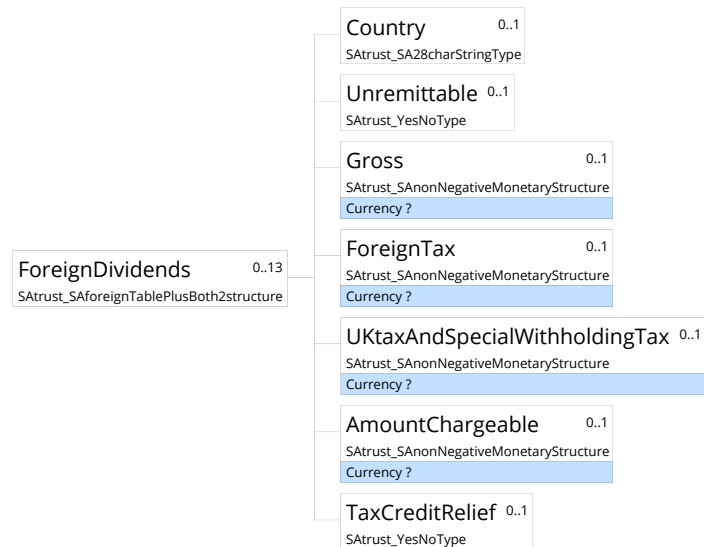 Country 0..1
SAtrust_SA28charStringType
Unremittable 0..1
SAtrust_YesNoType
Gross 0..1
SAtrust_SAnonNegativeMonetaryStructure
Currency ?
ForeignDividends 0..13
SAtrust_SAforeignTablePlusBoth2structure
ForeignTax 0..1
SAtrust_SAnonNegativeMonetaryStructure
Currency ?
UKtaxAndSpecialWithholdingTax 0..1
SAtrust_SAnonNegativeMonetaryStructure
Currency ?
AmountChargeable 0..1
SAtrust_SAnonNegativeMonetaryStructure
Currency ?
TaxCreditRelief 0..1
SAtrust_YesNoType